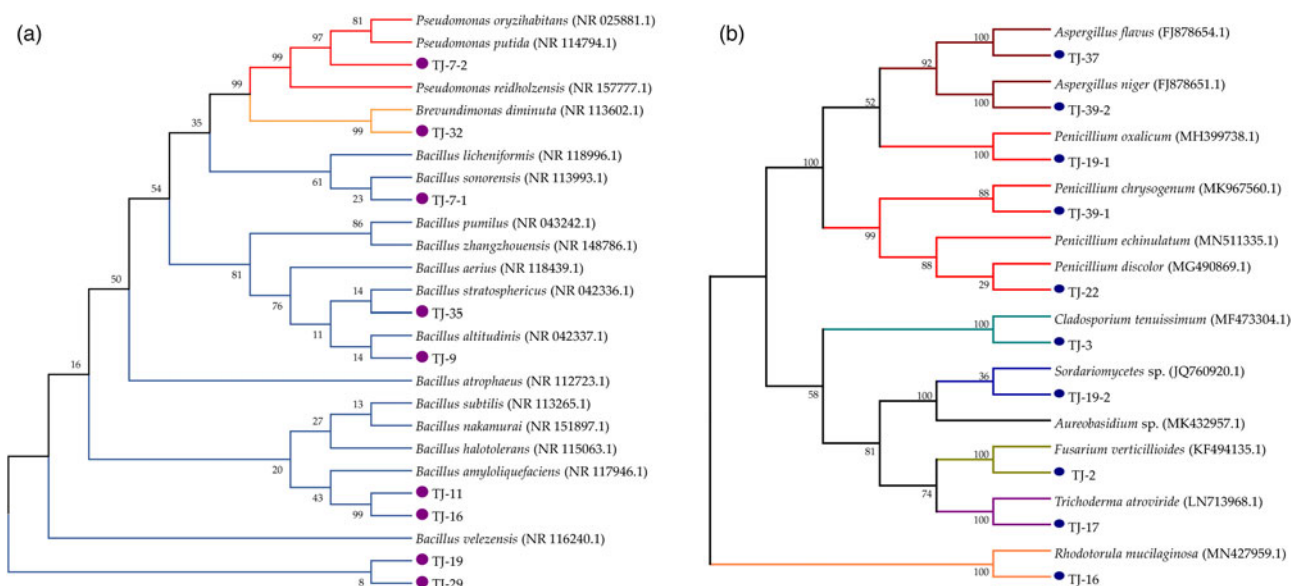 (a)
81
Pseudomonas oryzihabitans (NR 025881.1)
97
Pseudomonas putida (NR 114794.1)
99
TJ-7-2
99
Pseudomonas reidholzensis (NR 157777.1)
Brevundimonas diminuta (NR 113602.1)
35
99
TJ-32
Bacillus licheniformis (NR 118996.1)
61
Bacillus sonorensis (NR 113993.1)
54
23
TJ-7-1
86
Bacillus pumilus (NR 043242.1)
Bacillus zhangzhouensis (NR 148786.1)
81
Bacillus aerius (NR 118439.1)
50
76
14
Bacillus stratosphericus (NR 042336.1)
TJ-35
11
Bacillus altitudinis (NR 042337.1)
14
TJ-9
16
Bacillus atrophaeus (NR 112723.1)
13
Bacillus subtilis (NR 113265.1)
27
Bacillus nakamurai (NR 151897.1)
Bacillus halotolerans (NR 115063.1)
20
Bacillus amyloliquefaciens (NR 117946.1)
43
TJ-11
99
TJ-16
Bacillus velezensis (NR 116240.1)
TJ-19
8
TJ-29
(b)
100
Aspergillus flavus (FJ878654.1)
TJ-37
92
Aspergillus niger (FJ878651.1)
100
TJ-39-2
52
Penicillium oxalicum (MH399738.1)
100
TJ-19-1
100
88
Penicillium chrysogenum (MK967560.1)
TJ-39-1
99
Penicillium echinulatum (MN511335.1)
88
Penicillium discolor (MG490869.1)
29
TJ-22
100
Cladosporium tenuissimum (MF473304.1)
TJ-3
58
36
Sordariomycetes sp. (JQ760920.1)
TJ-19-2
100
Aureobasidium sp. (MK432957.1)
81
100
Fusarium verticillioides (KF494135.1)
TJ-2
74
Trichoderma atroviride (LN713968.1)
100
TJ-17
Rhodotorula mucilaginosa (MN427959.1)
100
TJ-16